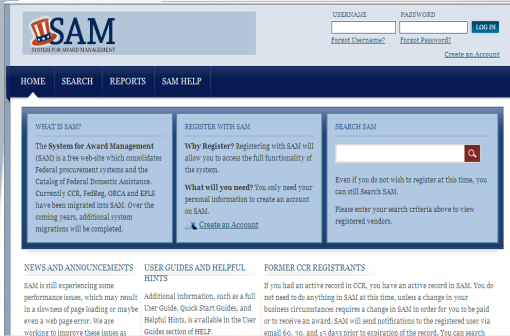 SAM
SYSTEM FOR AWARD MANAGEMENT
USERNAME PASSWORD
LOG IN
Forgot Username? Forgot Password?
Create an Account
HOME SEARCH REPORTS SAM HELP
WHAT IS SAM?
The System for Award Management
(SAM) is a free web-site which consolidates
Federal procurement systems and the
Catalog of Federal Domestic Assistance.
Currently CCR, FedReg, ORCA and EPLS
have been migrated into SAM. Over the
coming years, additional system
migrations will be completed.
REGISTER WITH SAM
Why Register? Registering with SAM will
allow you to access the full functionality of
the system.
What will you need? You only need your
personal information to create an account
on SAM.
Create an Account
SEARCH SAM
Even if you do not wish to register at this time, you
can still Search SAM.
Please enter your search criteria above to view
registered vendors.
NEWS AND ANNOUNCEMENTS
SAM is still experiencing some
performance issues, which may result
in a slowness of page loading or maybe
even a web page error. We are
working to improve these issues as
USER GUIDES AND HELPFUL
HINTS
Additional information, such as a full
User Guide, Quick Start Guides, and
Helpful Hints, is available in the User
Guides section of HELP.
FORMER CCR REGISTRANTS
If you had an active record in CCR, you have an active record in SAM. You do
not need to do anything in SAM at this time, unless a change in your
business circumstances requires a change in SAM in order for you to be paid
or to receive an award. SAM will send notifications to the registered user via
email 60, 30, and 15 days prior to expiration of the record. You can search